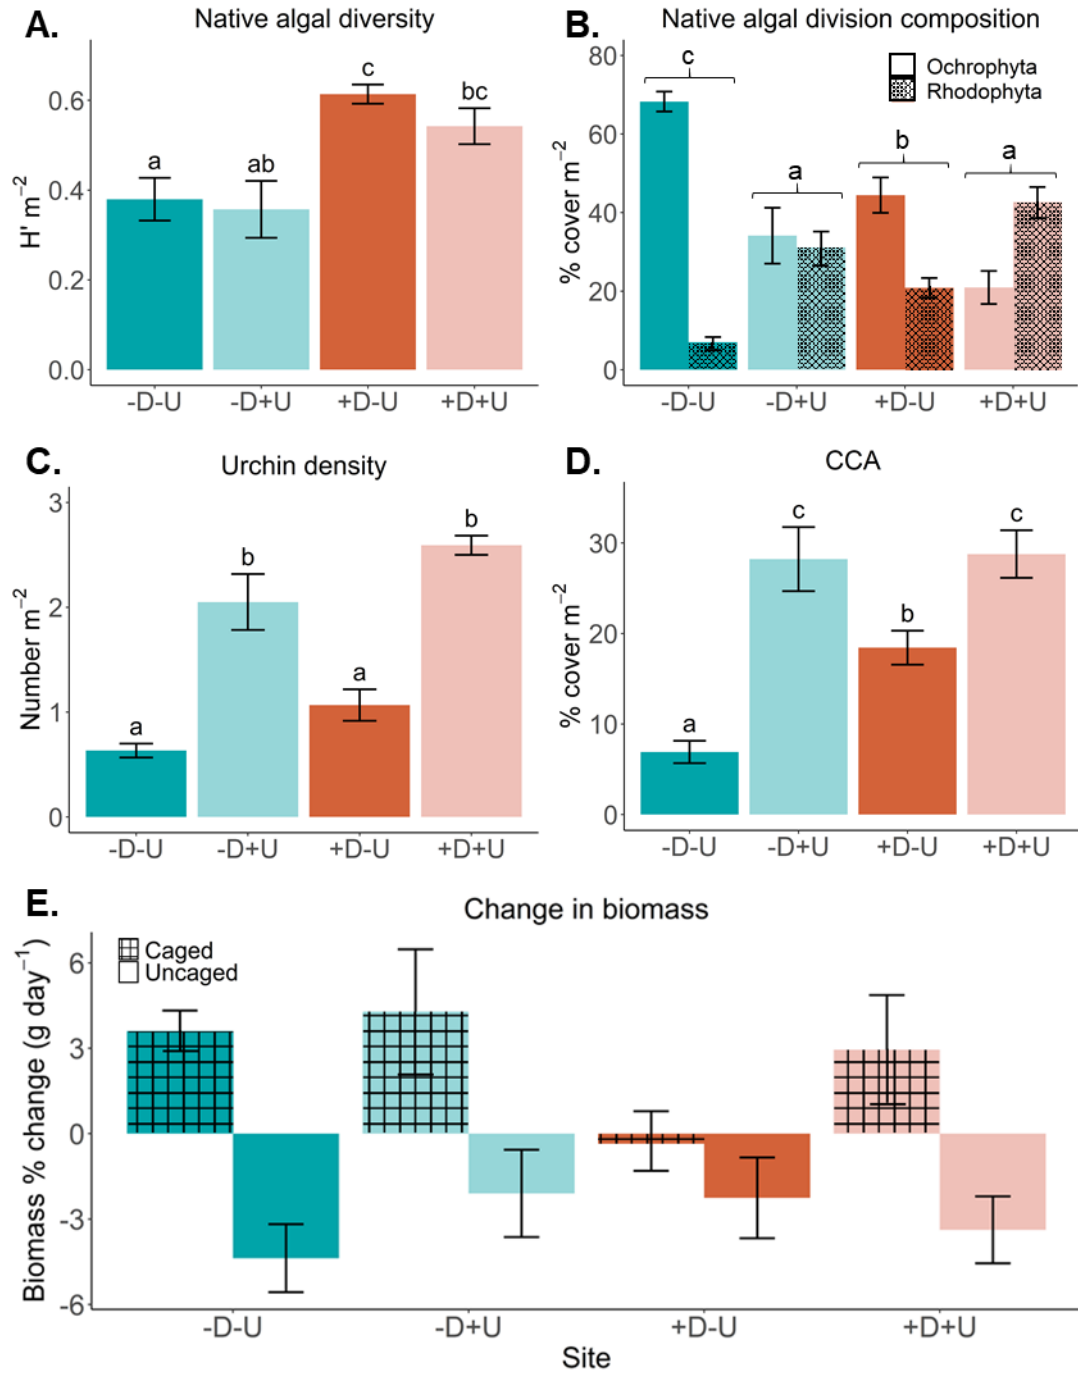 A.
Native algal diversity
H' m⁻²
0.6
0.4
0.2
0.0
a
ab
c
bc
-D-U
-D+U
+D-U
+D+U
B.
Native algal division composition
% cover m⁻²
80
60
40
20
0
Ochrophyta
Rhodophyta
c
a
b
a
-D-U
-D+U
+D-U
+D+U
C.
Urchin density
Number m⁻²
3
2
1
0
a
b
a
b
-D-U
-D+U
+D-U
+D+U
D.
CCA
% cover m⁻²
30
20
10
0
a
c
b
c
-D-U
-D+U
+D-U
+D+U
E.
Change in biomass
Biomass % change (g day⁻¹)
6
3
0
-3
-6
Caged
Uncaged
-D-U
-D+U
+D-U
+D+U
Site